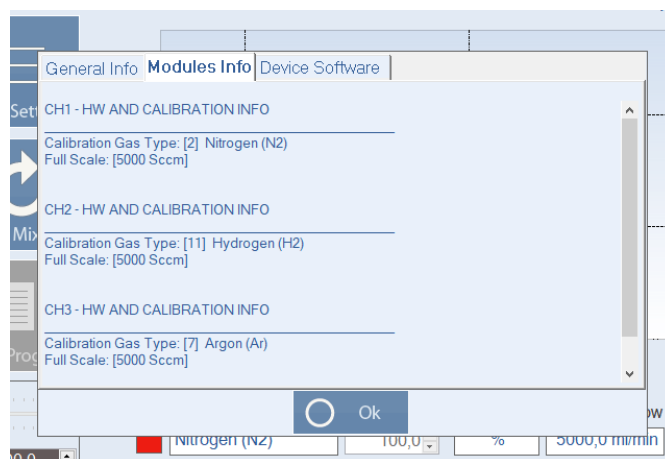 General Info Modules Info Device Software
Sett
CH1 - HW AND CALIBRATION INFO
Calibration Gas Type: [2] Nitrogen (N2)
Full Scale: [5000 Sccm]
CH2 - HW AND CALIBRATION INFO
Mix
Calibration Gas Type: [11] Hydrogen (H2)
Full Scale: [5000 Sccm]
CH3 - HW AND CALIBRATION INFO
Calibration Gas Type: [7] Argon (Ar)
Prog
Full Scale: [5000 Sccm]
Ok
ow
Nitrogen (N2) 100,0 % 5000,0 ml/min